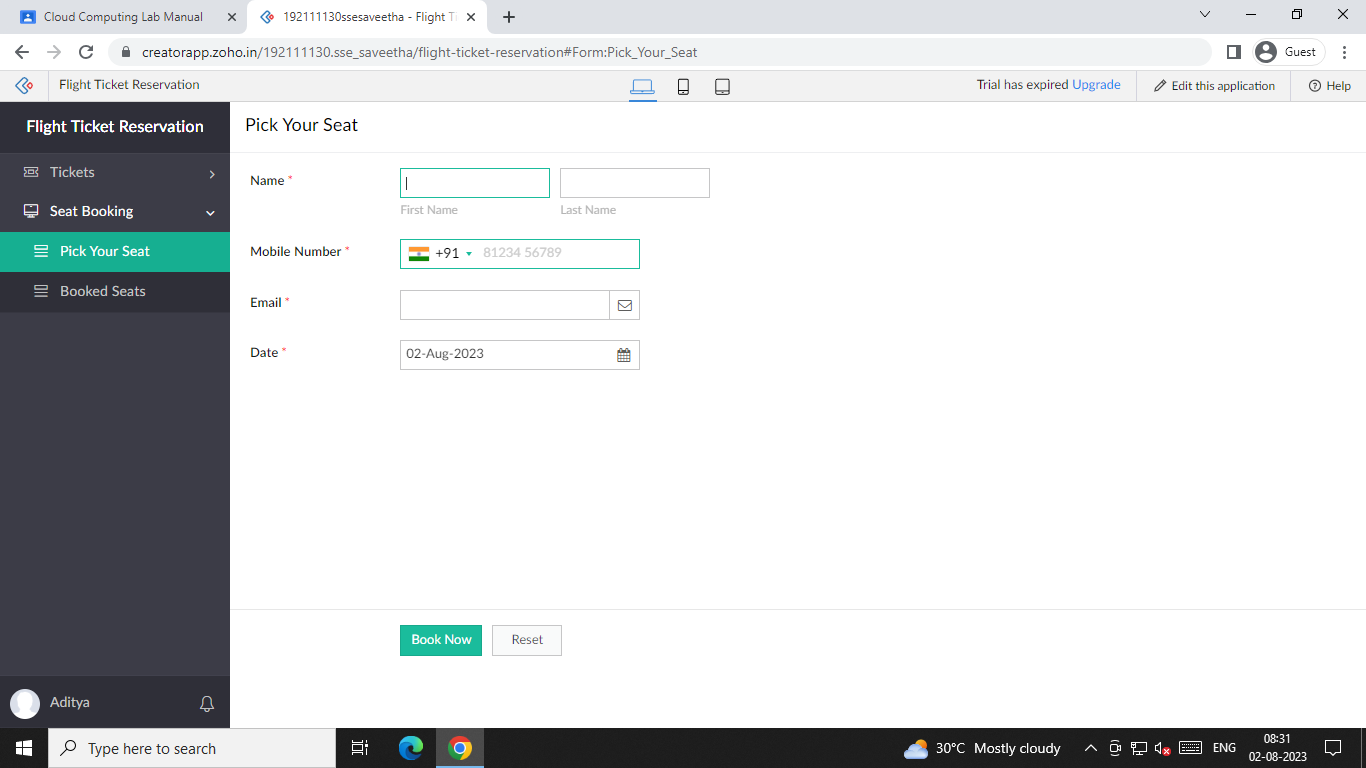 Cloud Computing Lab Manual
192111130ssesaveetha - Flight Ti
creatorapp.zoho.in/192111130.sse_saveetha/flight-ticket-reservation#Form:Pick_Your_Seat
Guest
Flight Ticket Reservation
Trial has expired Upgrade
Edit this application
Help
Flight Ticket Reservation
Tickets
Seat Booking
Pick Your Seat
Booked Seats
Aditya
Pick Your Seat
Name *
First Name
Last Name
Mobile Number *
+91 81234 56789
Email *
Date *
02-Aug-2023
Book Now
Reset
Type here to search
30°C Mostly cloudy
ENG
08:31
02-08-2023